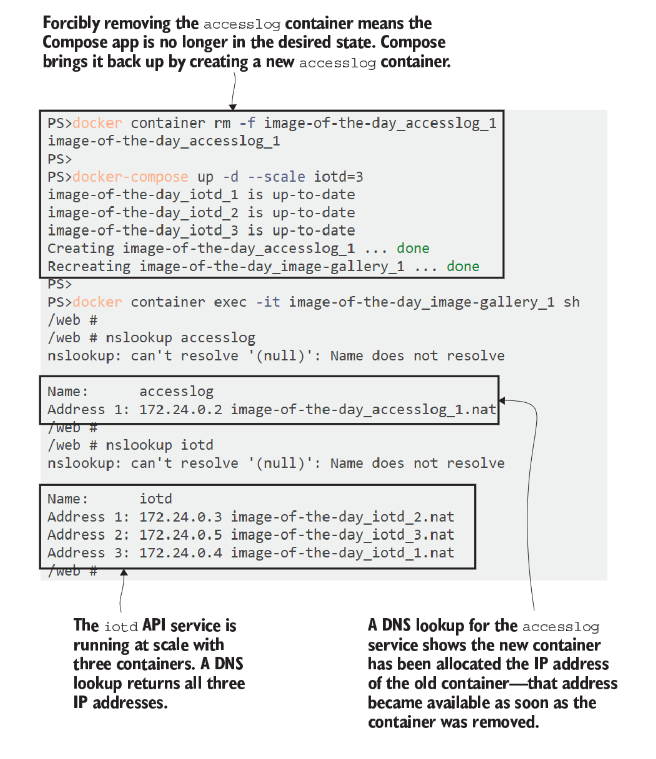 Forcibly removing the accesslog container means the
Compose app is no longer in the desired state. Compose
brings it back up by creating a new accesslog container.
PS>docker container rm -f image-of-the-day_accesslog_1
image-of-the-day_accesslog_1
PS>
PS>docker-compose up -d --scale iotd=3
image-of-the-day_iotd_1 is up-to-date
image-of-the-day_iotd_2 is up-to-date
image-of-the-day_iotd_3 is up-to-date
Creating image-of-the-day_accesslog_1 ... done
Recreating image-of-the-day_image-gallery_1 ... done
PS>
PS>docker container exec -it image-of-the-day_image-gallery_1 sh
/web #
/web # nslookup accesslog
nslookup: can't resolve '(null)': Name does not resolve
Name:      accesslog
Address 1: 172.24.0.2 image-of-the-day_accesslog_1.nat
/web #
/web # nslookup iotd
nslookup: can't resolve '(null)': Name does not resolve
Name:      iotd
Address 1: 172.24.0.3 image-of-the-day_iotd_2.nat
Address 2: 172.24.0.5 image-of-the-day_iotd_3.nat
Address 3: 172.24.0.4 image-of-the-day_iotd_1.nat
/web #
The iotd API service is
running at scale with
three containers. A DNS
lookup returns all three
IP addresses.
A DNS lookup for the accesslog
service shows the new container
has been allocated the IP address
of the old container—that address
became available as soon as the
container was removed.